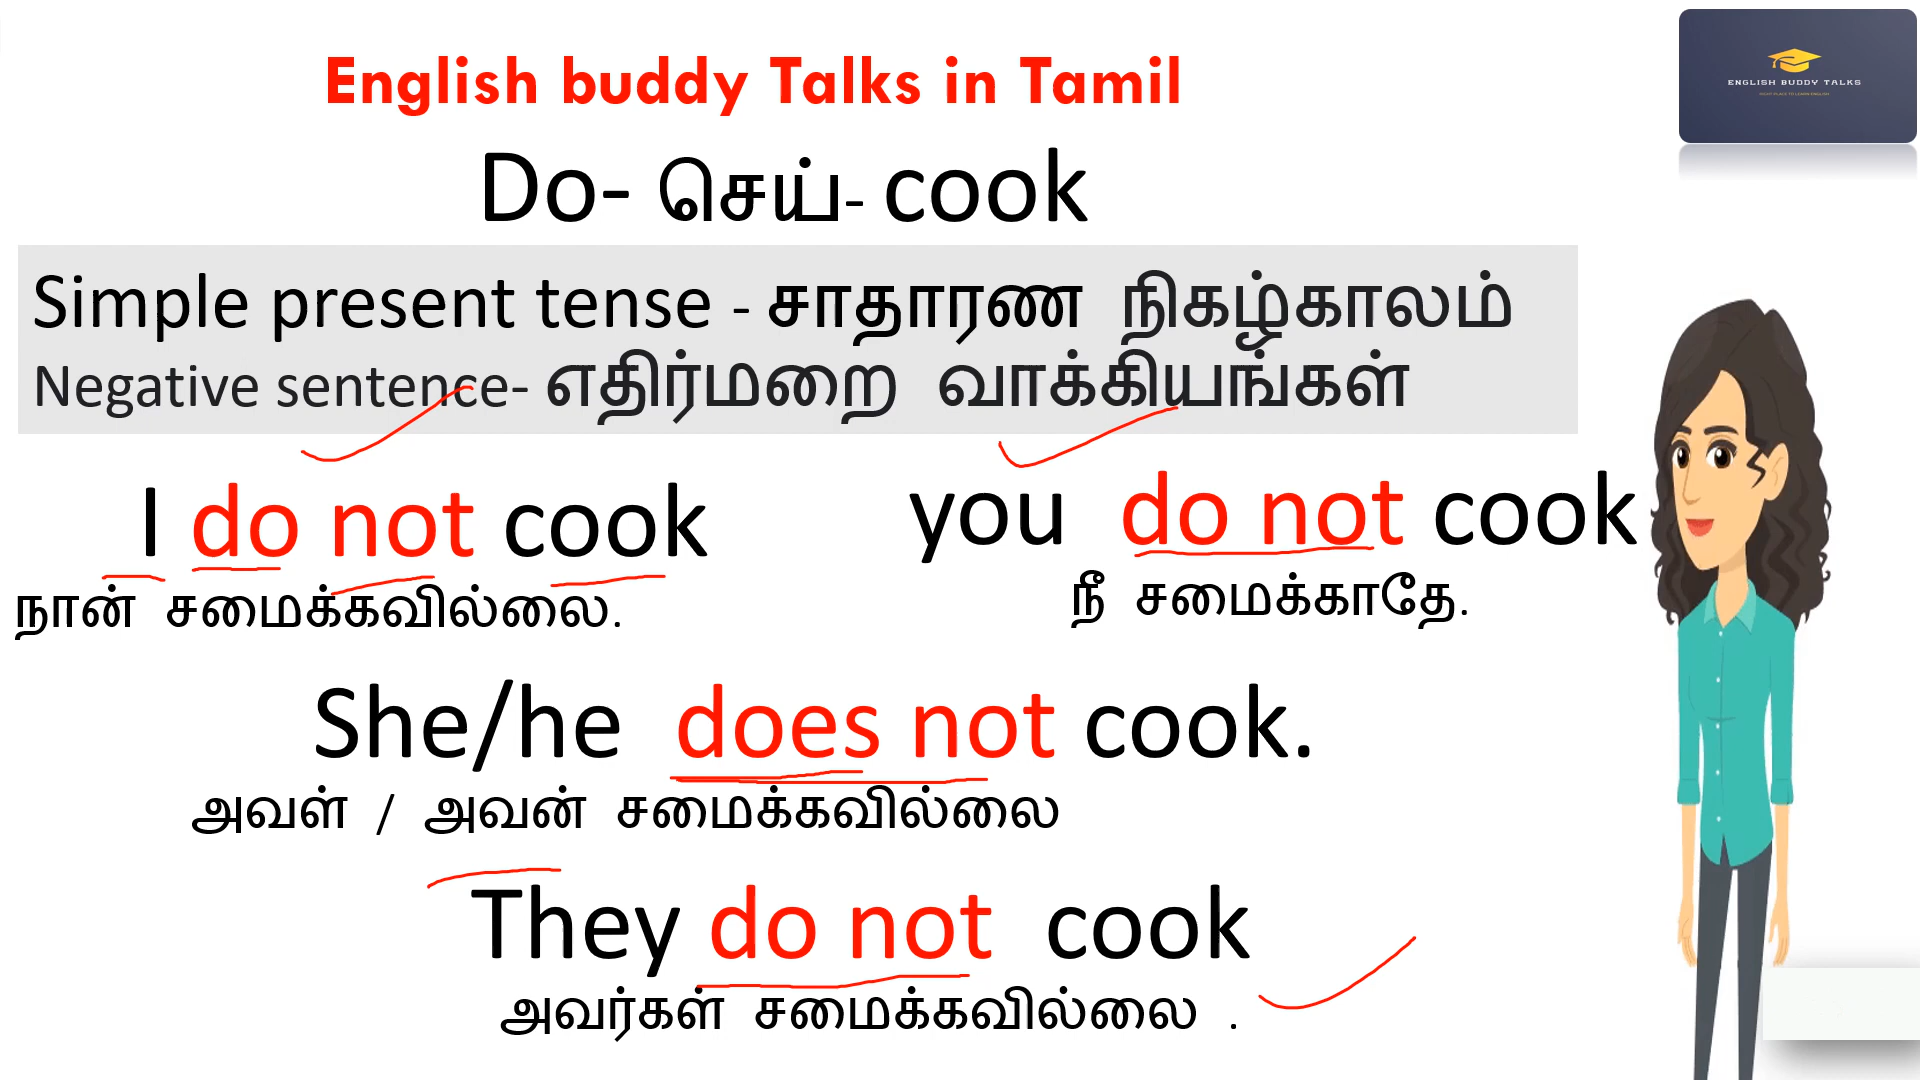 English buddy Talks in Tamil
ENGLISH BUDDY TALKS
Do- செய்- cook
Simple present tense - சாதாரண நிகழ்காலம்
Negative sentence- எதிர்மறை வாக்கியங்கள்
I do not cook
you do not cook
நான் சமைக்கவில்லை.
நீ சமைக்காதே.
She/he does not cook.
அவள் / அவன் சமைக்கவில்லை
They do not cook
அவர்கள் சமைக்கவில்லை .